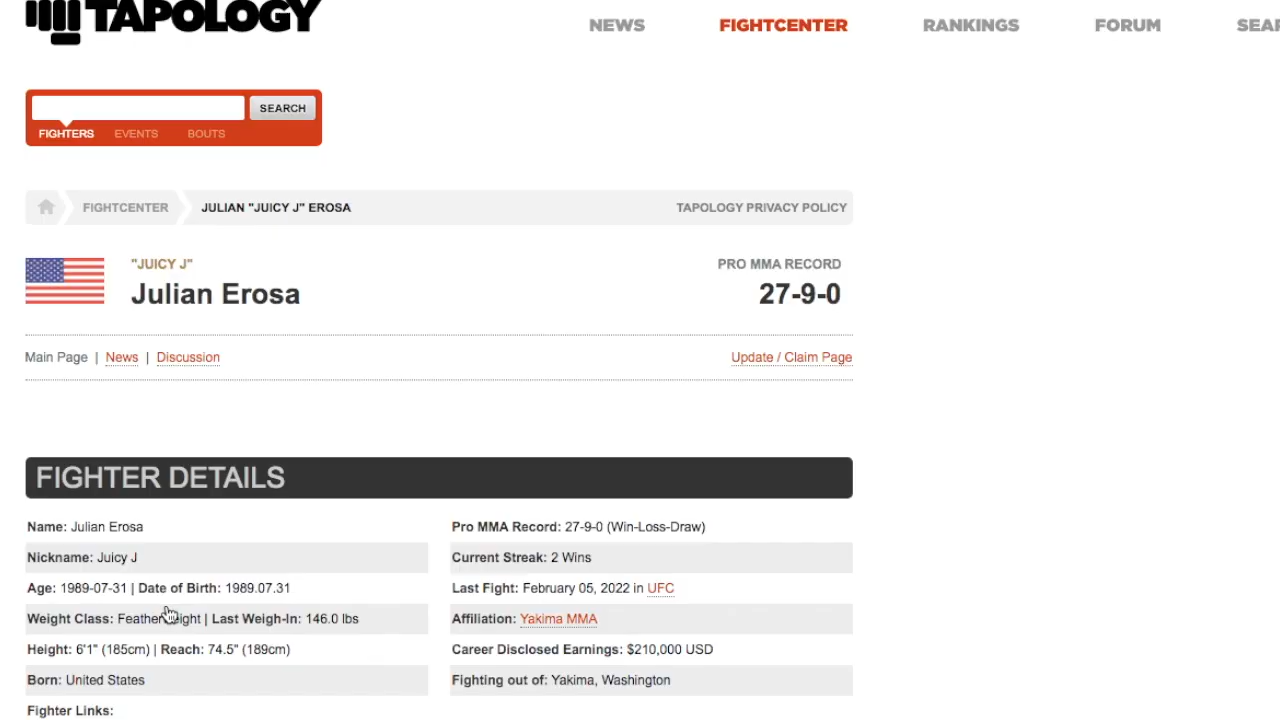 TAPOLOGY
NEWS FIGHTCENTER RANKINGS FORUM
SEARCH
FIGHTERS EVENTS BOUTS
FIGHTCENTER JULIAN "JUICY J" EROSA TAPOLOGY PRIVACY POLICY
"JUICY J" PRO MMA RECORD
Julian Erosa 27-9-0
Main Page | News | Discussion Update / Claim Page
FIGHTER DETAILS
Name: Julian Erosa Pro MMA Record: 27-9-0 (Win-Loss-Draw)
Nickname: Juicy J Current Streak: 2 Wins
Age: 1989-07-31 | Date of Birth: 1989.07.31 Last Fight: February 05, 2022 in UFC
Weight Class: Featherweight | Last Weigh-In: 146.0 lbs Affiliation: Yakima MMA
Height: 6'1" (185cm) | Reach: 74.5" (189cm) Career Disclosed Earnings: $210,000 USD
Born: United States Fighting out of: Yakima, Washington
Fighter Links: